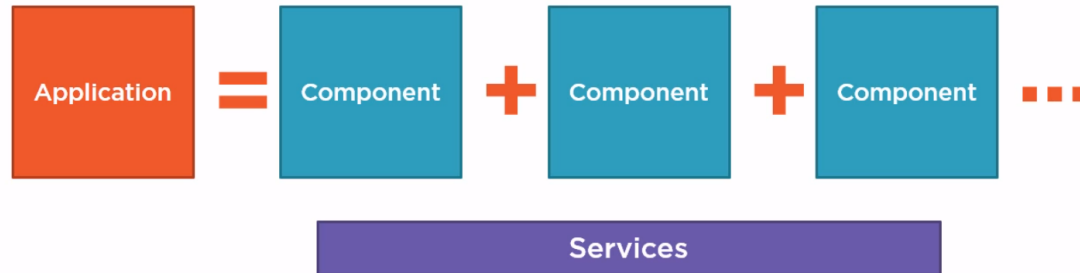 Application = Component + Component + Component ...
Services